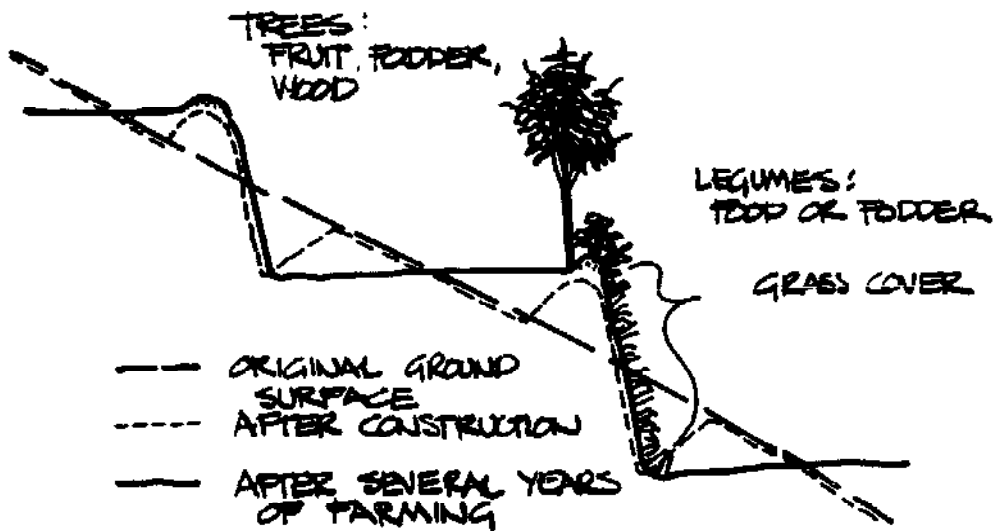 TREES:
FRUIT, FODDER,
WOOD
LEGUMES:
FOOD OR FODDER
GRASS COVER
ORIGINAL GROUND
SURFACE
AFTER CONSTRUCTION
AFTER SEVERAL YEARS
OF FARMING